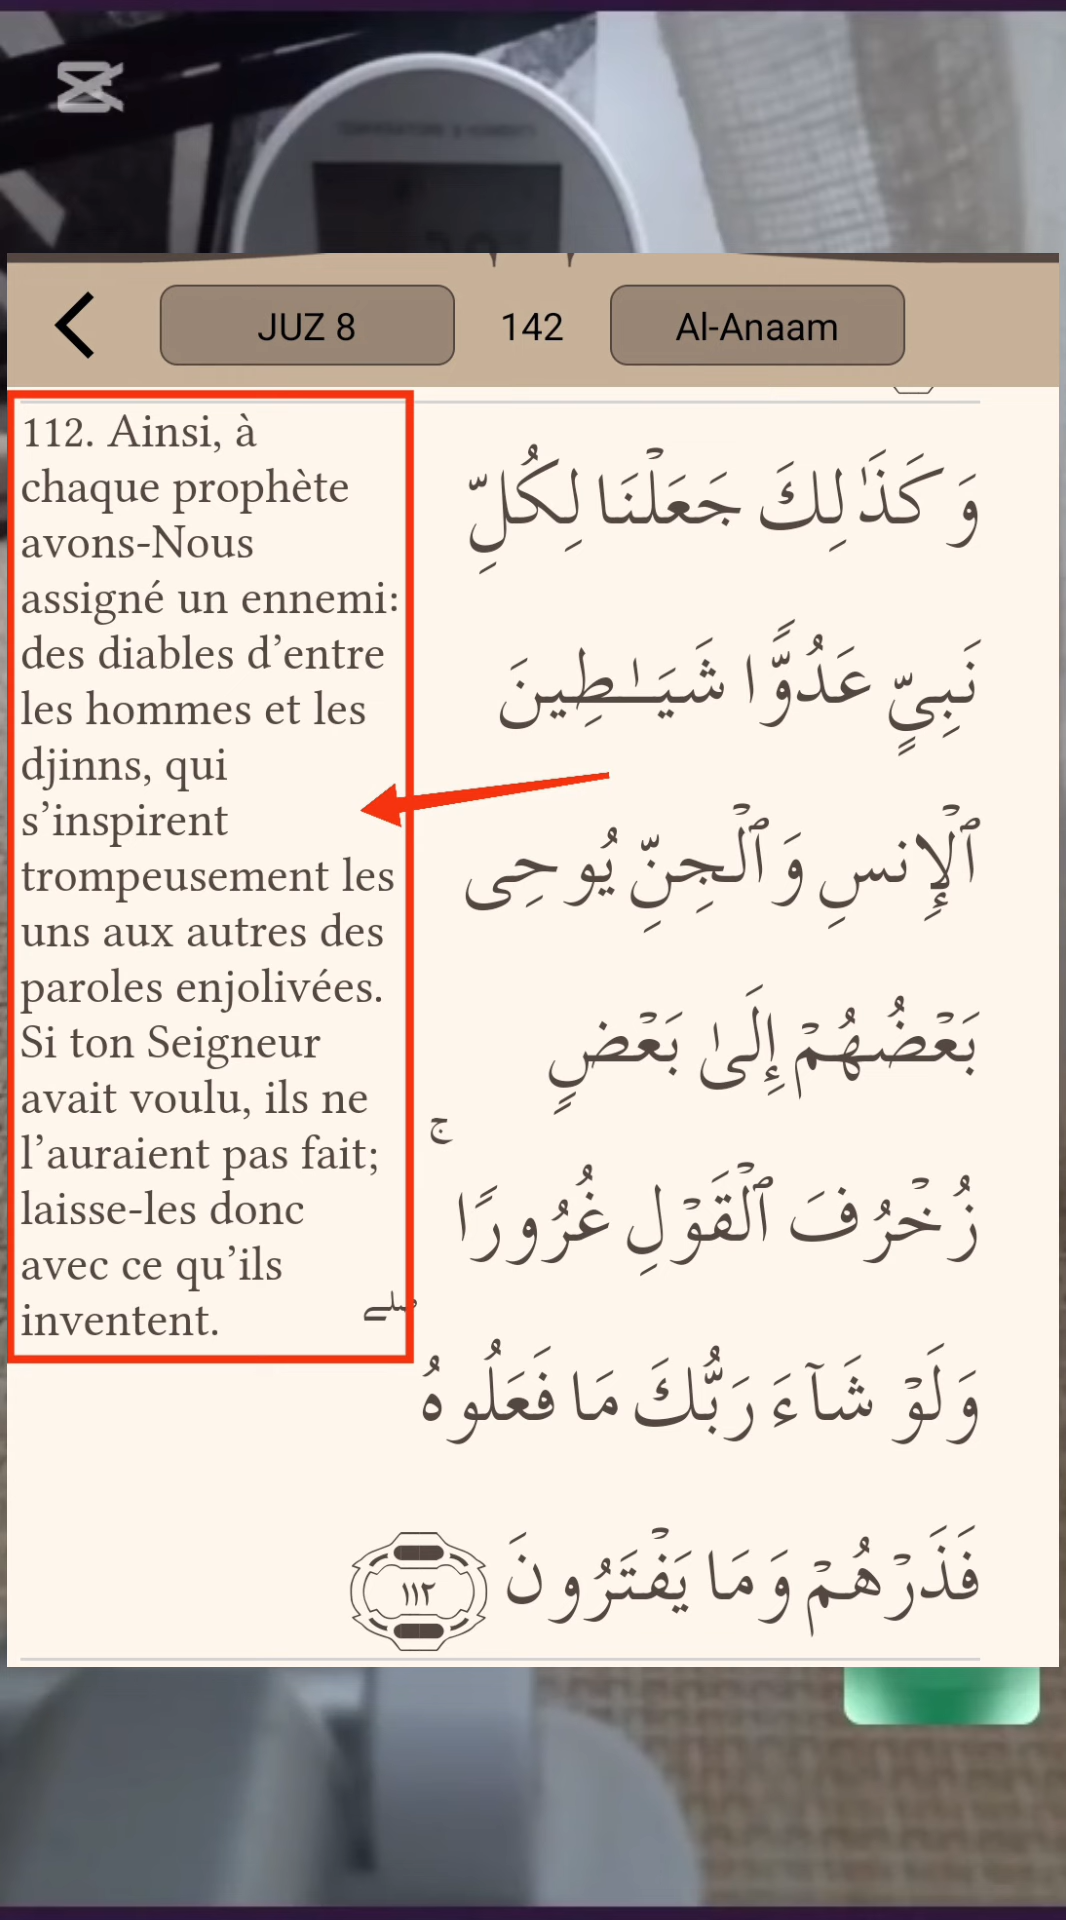 JUZ 8
142
Al-Anaam
112. Ainsi, à
chaque prophète
avons-Nous
assigné un ennemi:
des diables d’entre
les hommes et les
djinns, qui
s’inspirent
trompeusement les
uns aux autres des
paroles enjolivées.
Si ton Seigneur
avait voulu, ils ne
l’auraient pas fait;
laisse-les donc
avec ce qu’ils
inventent.
وَكَذَٰلِكَ جَعَلْنَا لِكُلِّ
نَبِىٍّ عَدُوًّا شَيَـٰطِينَ
ٱلْإِنسِ وَٱلْجِنِّ يُوحِى
بَعْضُهُمْ إِلَىٰ بَعْضٍ
زُخْرُفَ ٱلْقَوْلِ غُرُورًا ۚ
وَلَوْ شَآءَ رَبُّكَ مَا فَعَلُوهُ ۖ
فَذَرْهُمْ وَمَا يَفْتَرُونَ ١١٢